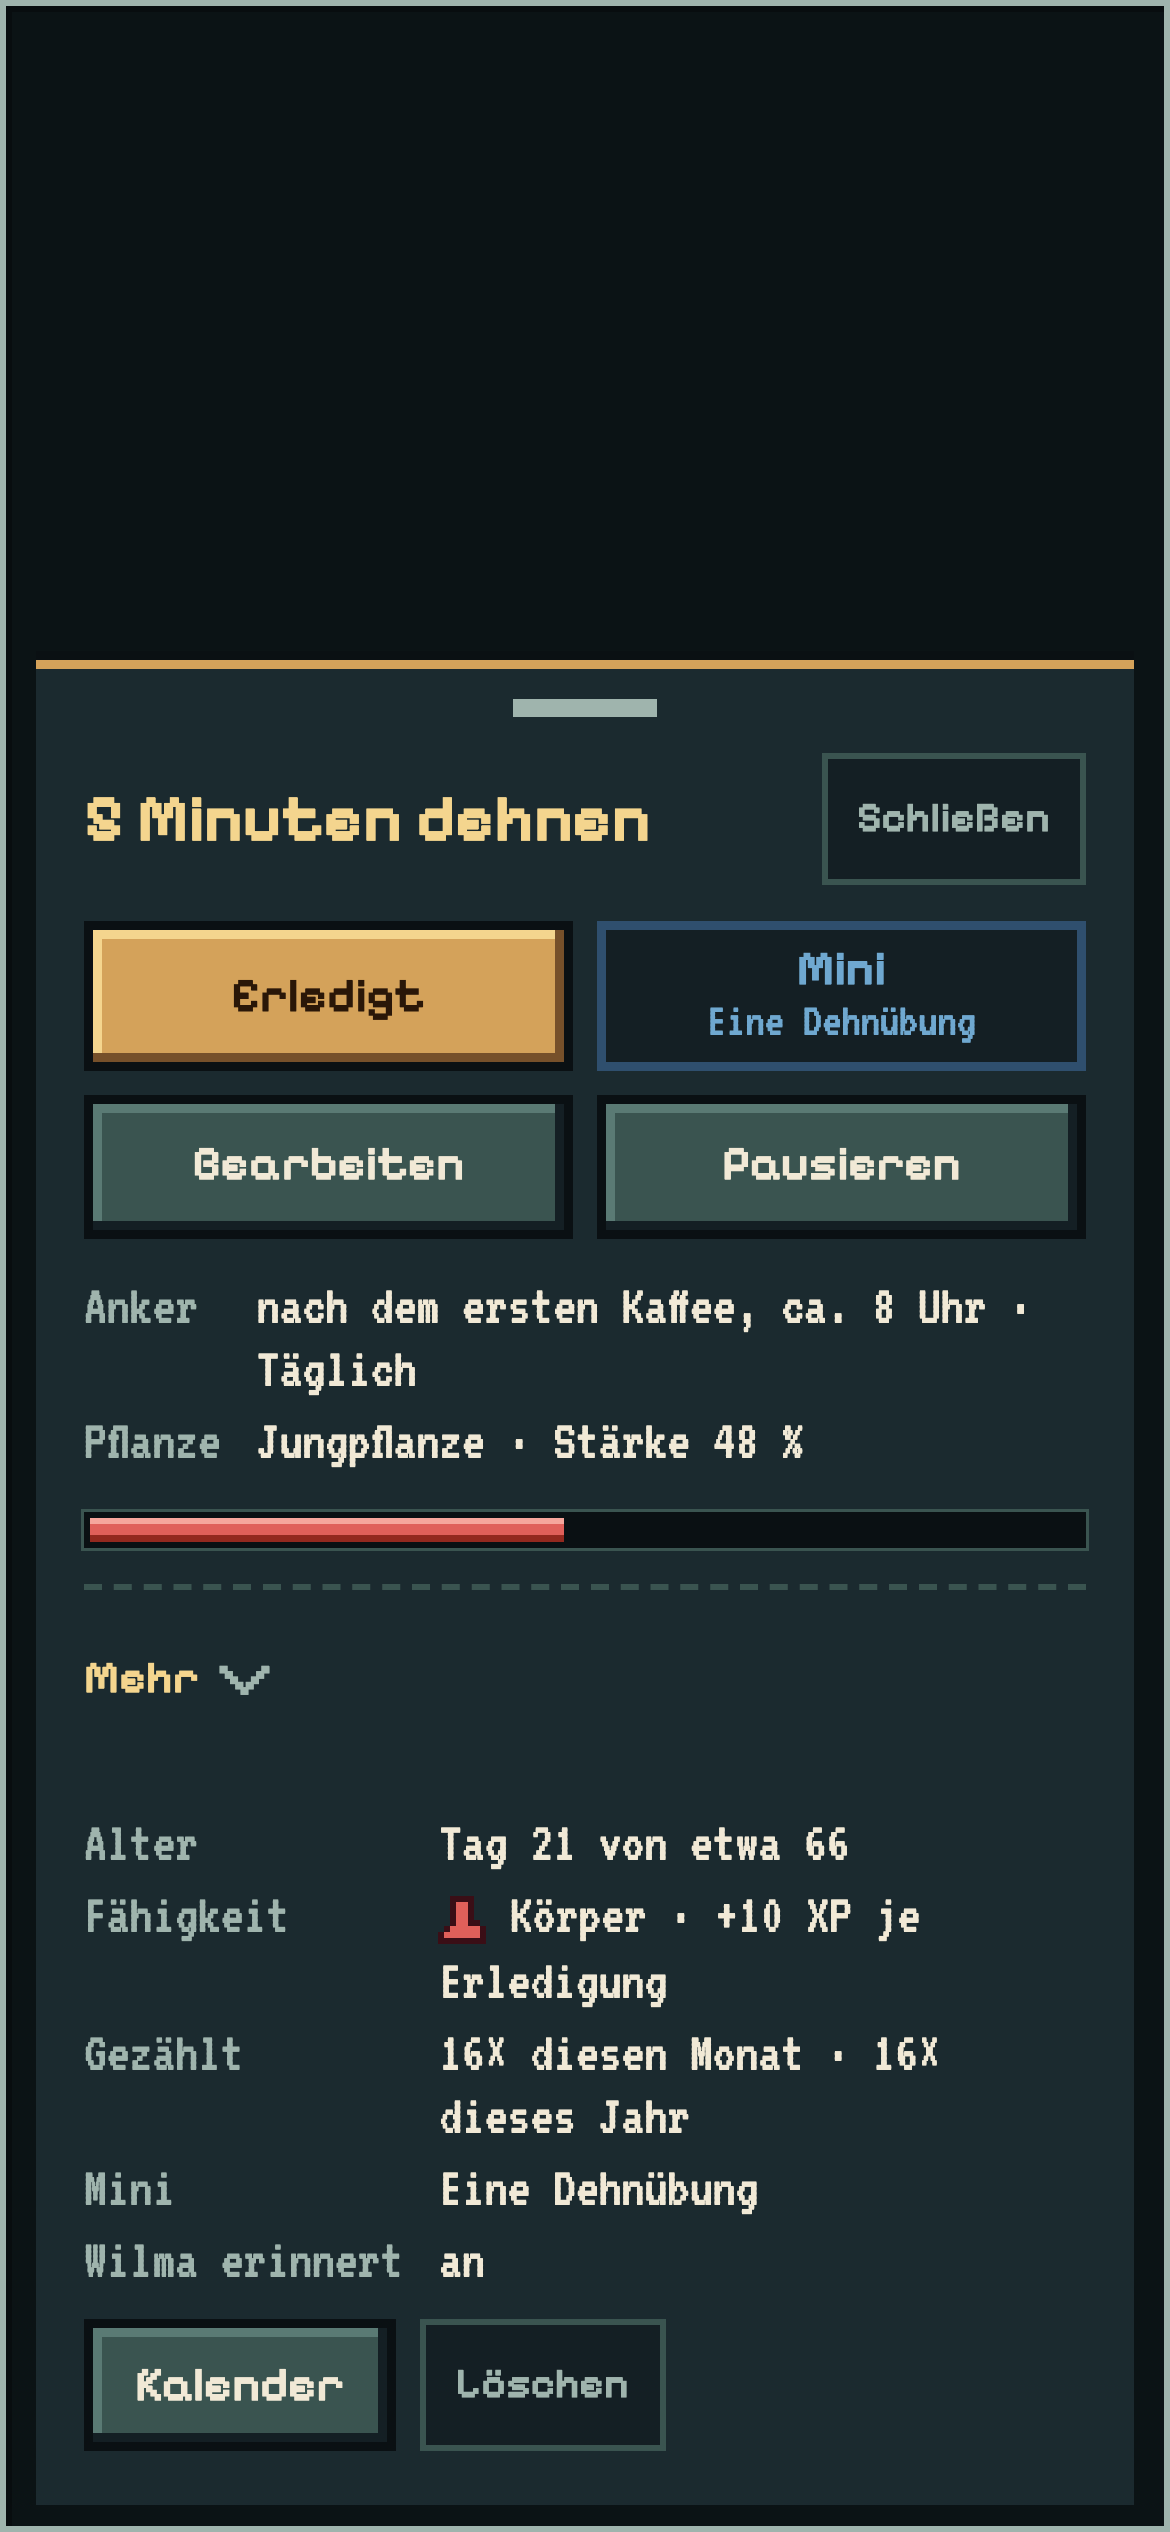 5 Minuten dehnen
Schließen
Erledigt
Mini
Eine Dehnübung
Bearbeiten
Pausieren
Anker nach dem ersten Kaffee, ca. 8 Uhr ·
Täglich
Pflanze Jungpflanze · Stärke 48 %
Mehr
Alter Tag 21 von etwa 66
Fähigkeit Körper · +10 XP je
Erledigung
Gezählt 16× diesen Monat · 16×
dieses Jahr
Mini Eine Dehnübung
Wilma erinnert an
Kalender
Löschen